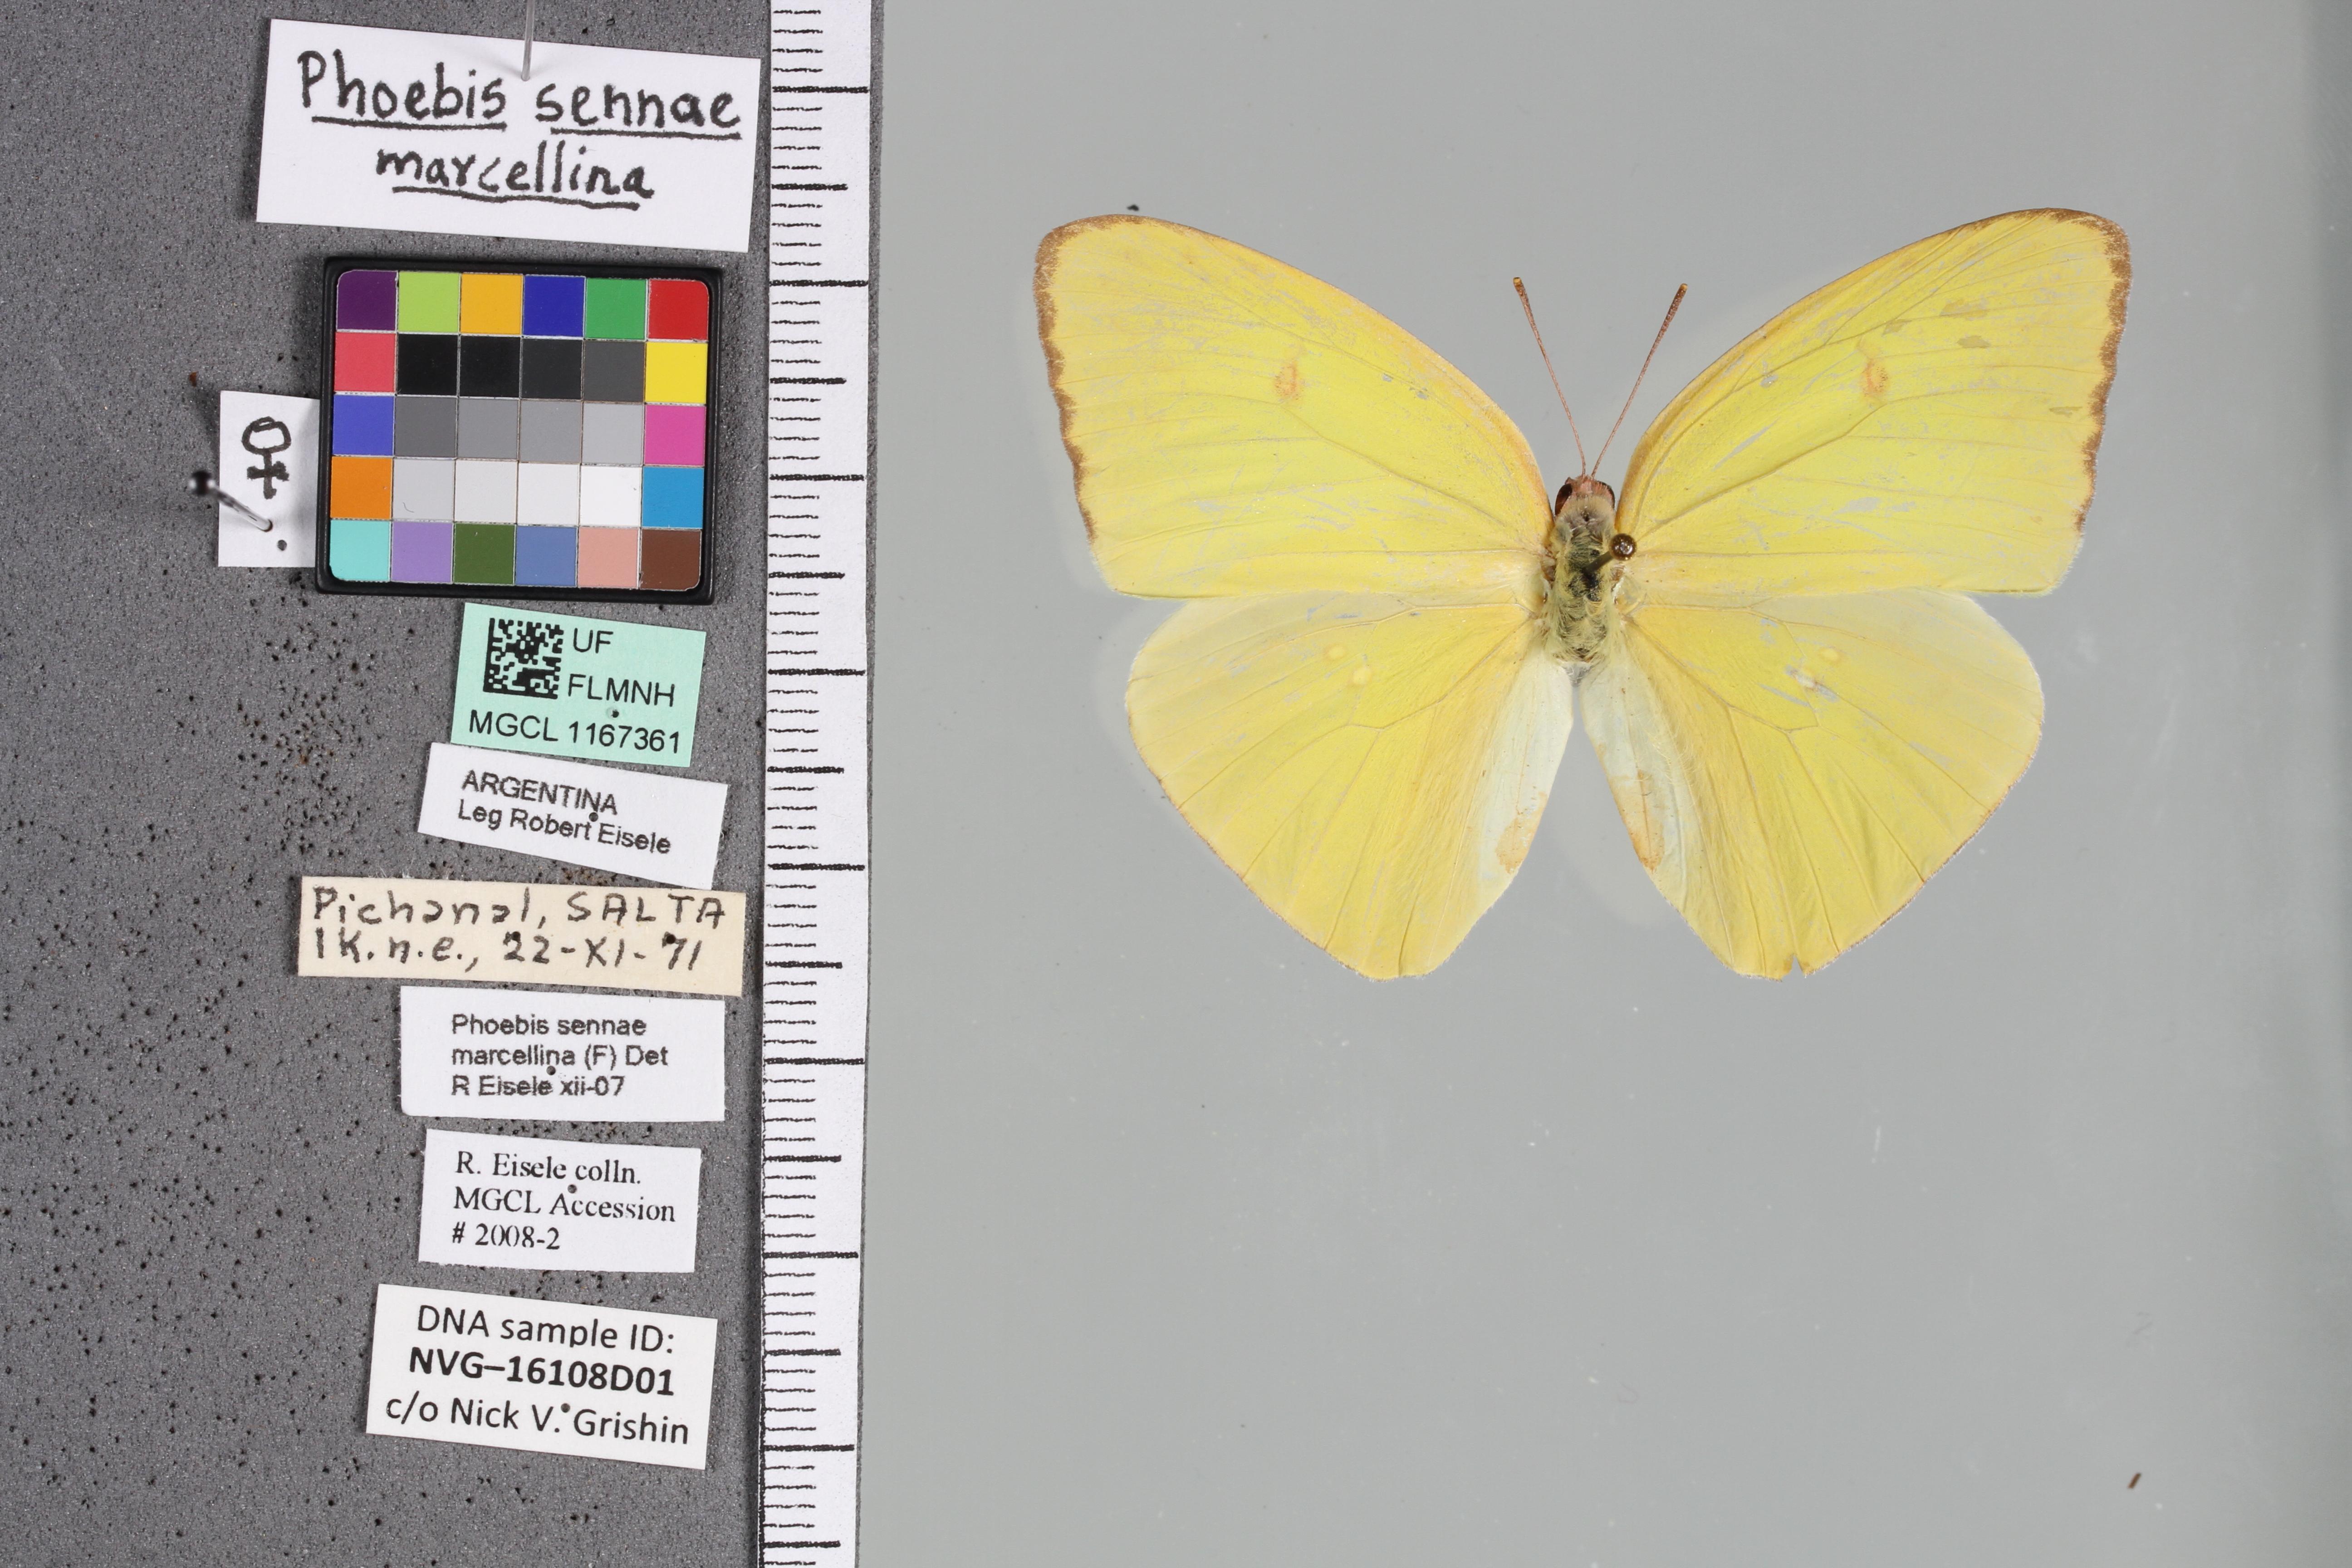 Phoebis sennae
marcellina
♀
UF
FLMNH
MGCL 1167361
ARGENTINA
Leg Robert Eisele
Pichanal, SALTA
1K.n.e., 22-XI-71
Phoebis sennae
marcellina (F) Det
R Eisele xii-07
R. Eisele colln.
MGCL Accession
# 2008-2
DNA sample ID:
NVG–16108D01
c/o Nick V. Grishin